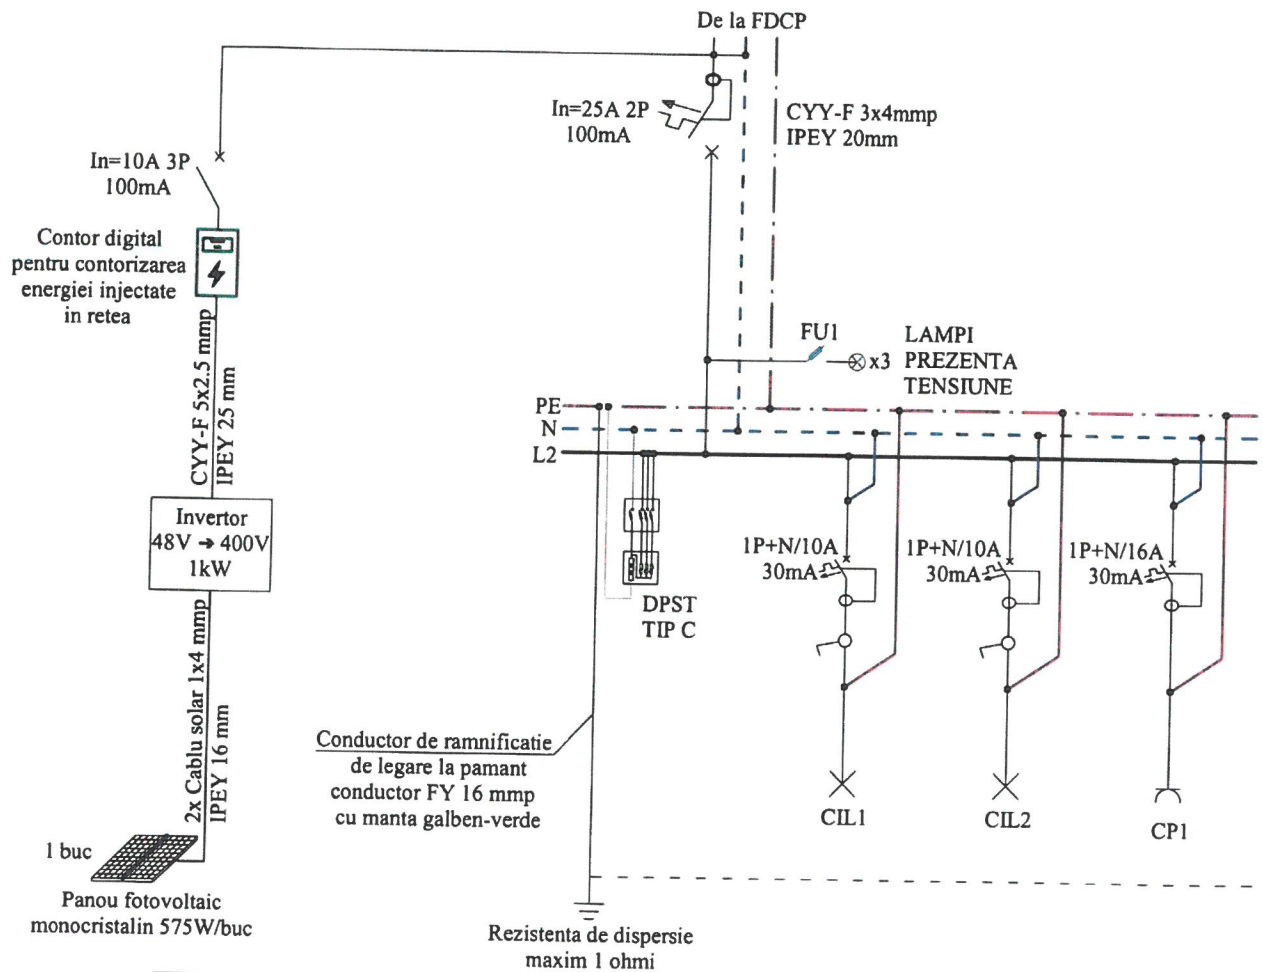 De la FDCP
In=25A 2P
100mA
CYY-F 3x4mmp
IPEY 20mm
In=10A 3P
100mA
Contor digital
pentru contorizarea
energiei injectate
in retea
CYY-F 5x2.5 mmp
IPEY 25 mm
FU1
x3
LAMPI
PREZENTA
TENSIUNE
PE
N
L2
Invertor
48V → 400V
1kW
1P+N/10A
30mA
1P+N/10A
30mA
1P+N/16A
30mA
DPST
TIP C
2x Cablu solar 1x4 mmp
IPEY 16 mm
Conductor de ramnificatie
de legare la pamant
conductor FY 16 mmp
cu manta galben-verde
CIL1
CIL2
CP1
1 buc
Panou fotovoltaic
monocristalin 575W/buc
Rezistenta de dispersie
maxim 1 ohmi